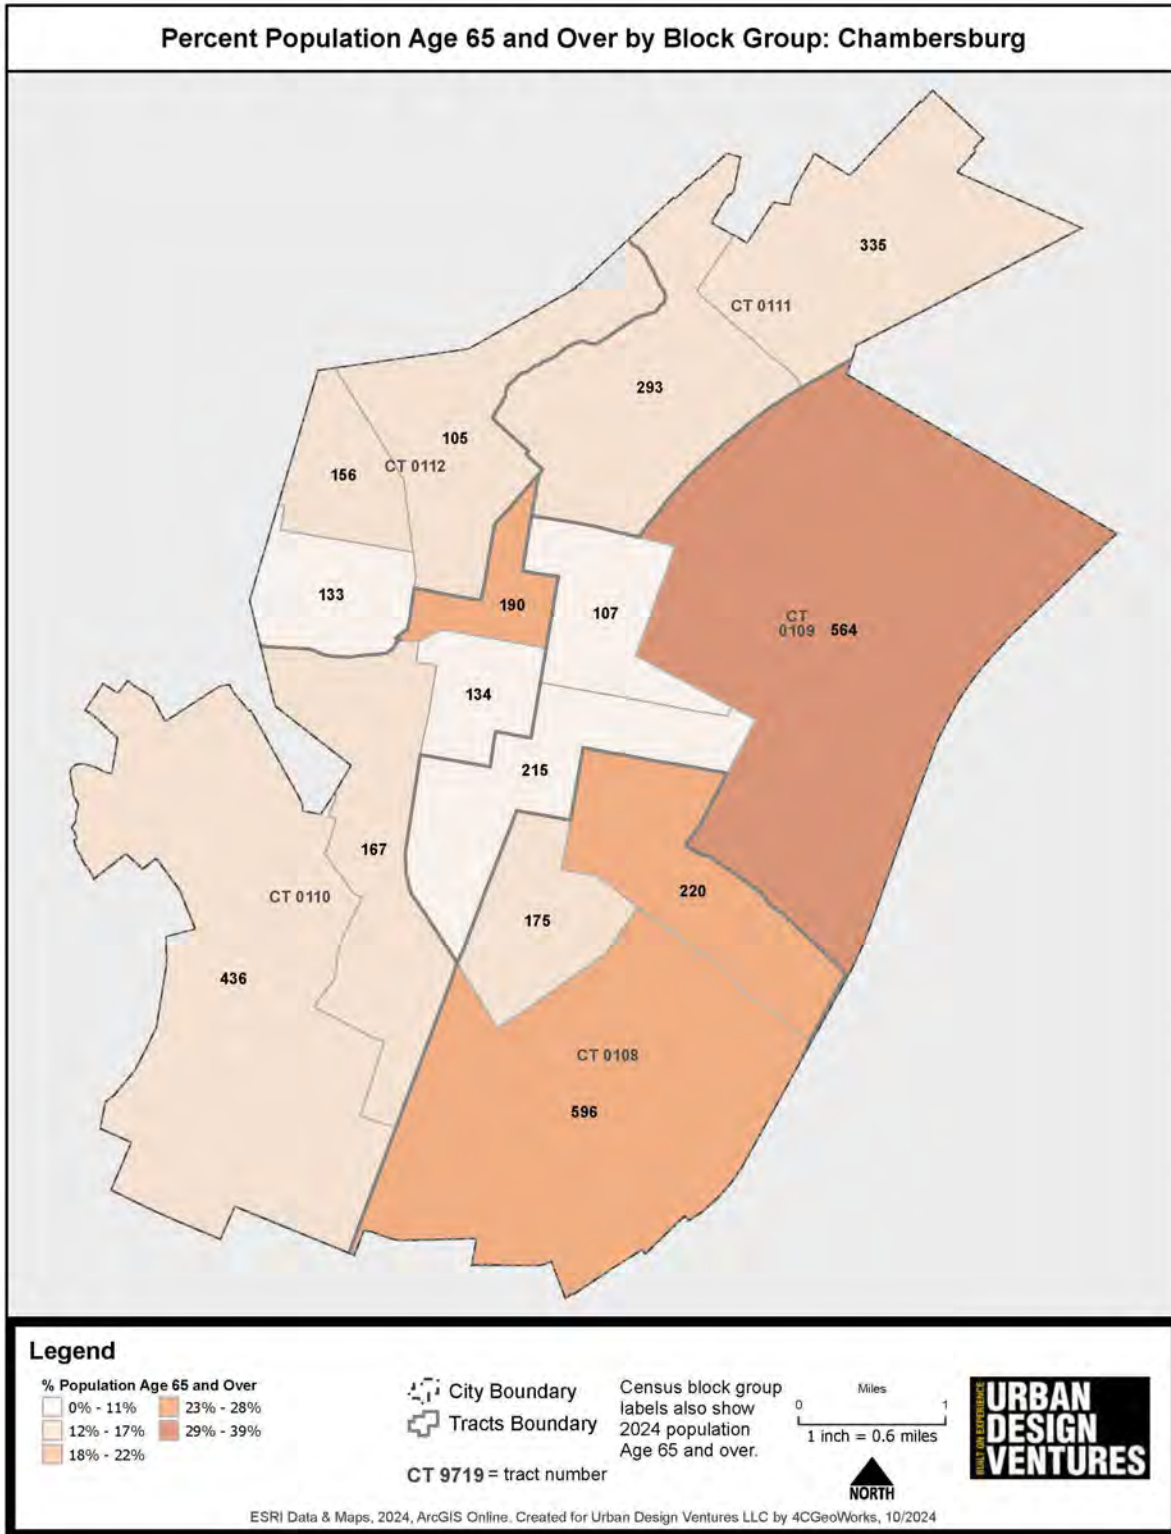 Percent Population Age 65 and Over by Block Group: Chambersburg
335
CT 0111
293
105
156
CT 0112
133
190
107
CT
0109 564
134
215
167
220
CT 0110
175
436
CT 0108
596
Legend
% Population Age 65 and Over
0% - 11%
23% - 28%
12% - 17%
29% - 39%
18% - 22%
City Boundary
Tracts Boundary
CT 9719 = tract number
Census block group
labels also show
2024 population
Age 65 and over.
Miles
0 1
1 inch = 0.6 miles
NORTH
BUILT ON EXPERIENCE
URBAN
DESIGN
VENTURES
ESRI Data & Maps, 2024, ArcGIS Online. Created for Urban Design Ventures LLC by 4CGeoWorks, 10/2024